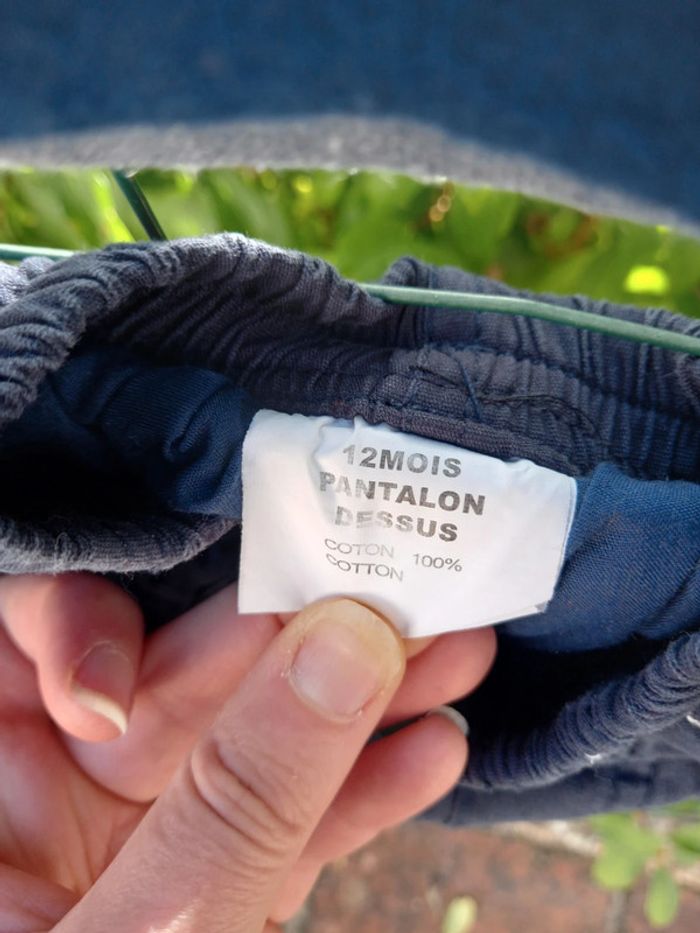 12MOIS
PANTALON
DESSUS
COTON 100%
COTTON